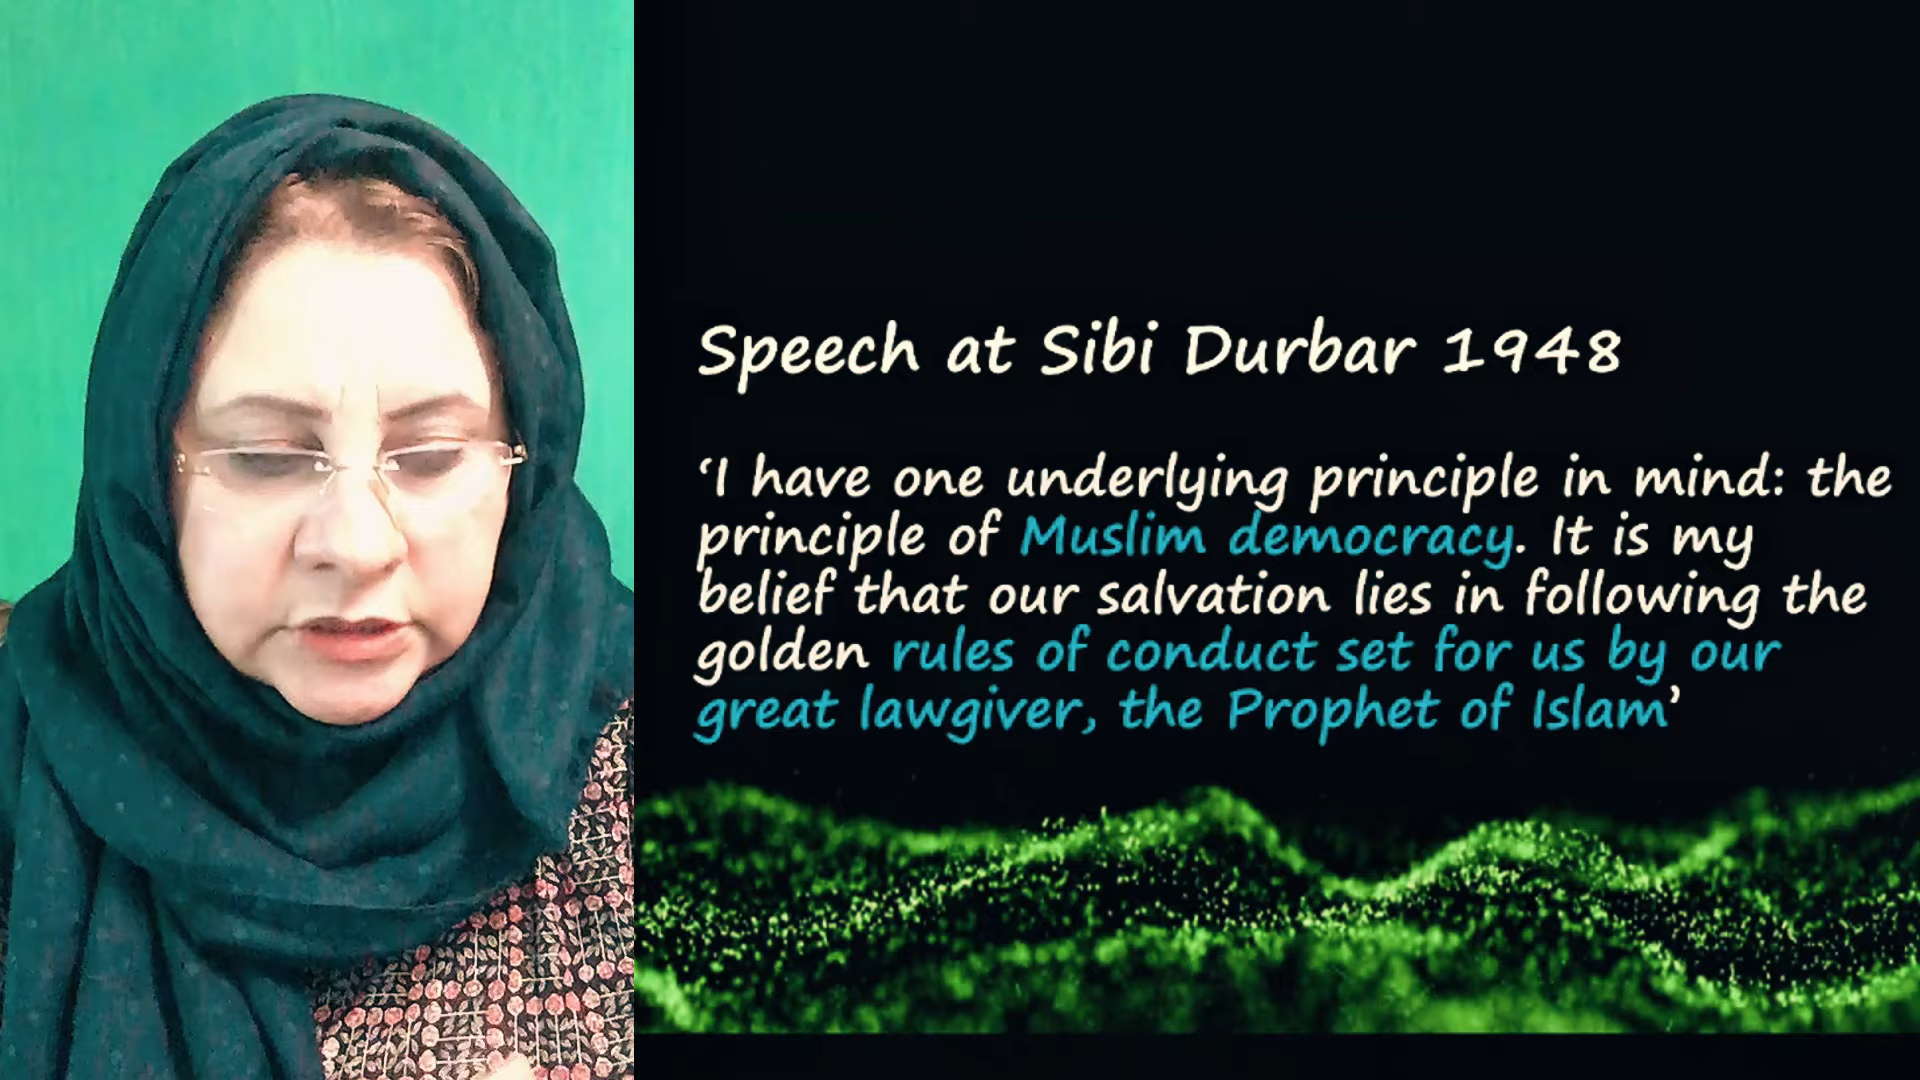 Speech at Sibi Durbar 1948
‘I have one underlying principle in mind: the
principle of Muslim democracy. It is my
belief that our salvation lies in following the
golden rules of conduct set for us by our
great lawgiver, the Prophet of Islam’